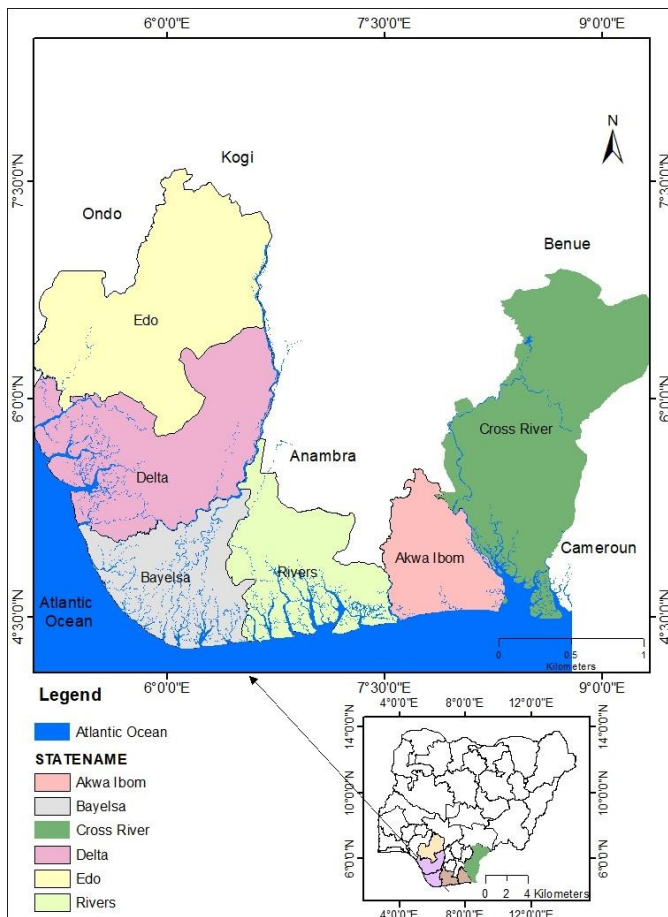 6°0'0"E 7°30'0"E 9°0'0"E
N
Kogi
7°30'0"N 7°30'0"N
Ondo
Benue
Edo
6°0'0"N 6°0'0"N
Cross River
Anambra
Delta
Cameroun
Akwa Ibom
Bayelsa
Rivers
Atlantic
Ocean
4°30'0"N 4°30'0"N
0 0.5 1
Kilometers
6°0'0"E 7°30'0"E 9°0'0"E
Legend
Atlantic Ocean
STATENAME
Akwa Ibom
Bayelsa
Cross River
Delta
Edo
Rivers
4°0'0"E 8°0'0"E 12°0'0"E
14°0'0"N 14°0'0"N
10°0'0"N 10°0'0"N
6°0'0"N 6°0'0"N
0 2 4
Kilometers
4°0'0"E 8°0'0"E 12°0'0"E